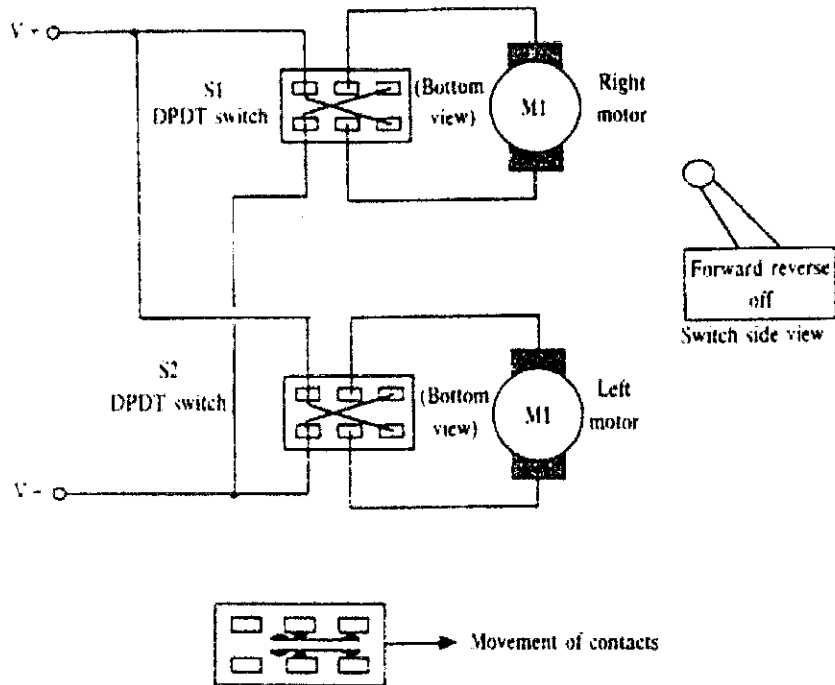 V +
S1
DPDT switch
(Bottom
view)
M1
Right
motor
Forward reverse
off
Switch side view
S2
DPDT switch
(Bottom
view)
M1
Left
motor
V -
Movement of contacts